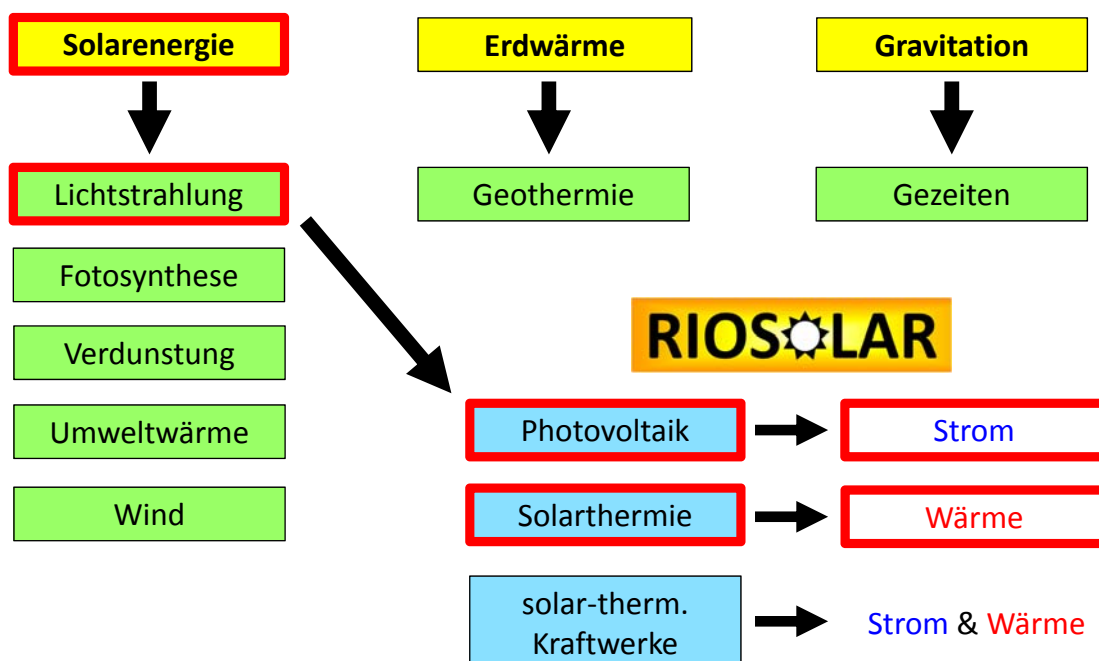 Solarenergie
Erdwärme
Gravitation
Lichtstrahlung
Geothermie
Gezeiten
Fotosynthese
Verdunstung
Umweltwärme
Wind
RIOSOLAR
Photovoltaik
Strom
Solarthermie
Wärme
solar-therm.
Kraftwerke
Strom & Wärme